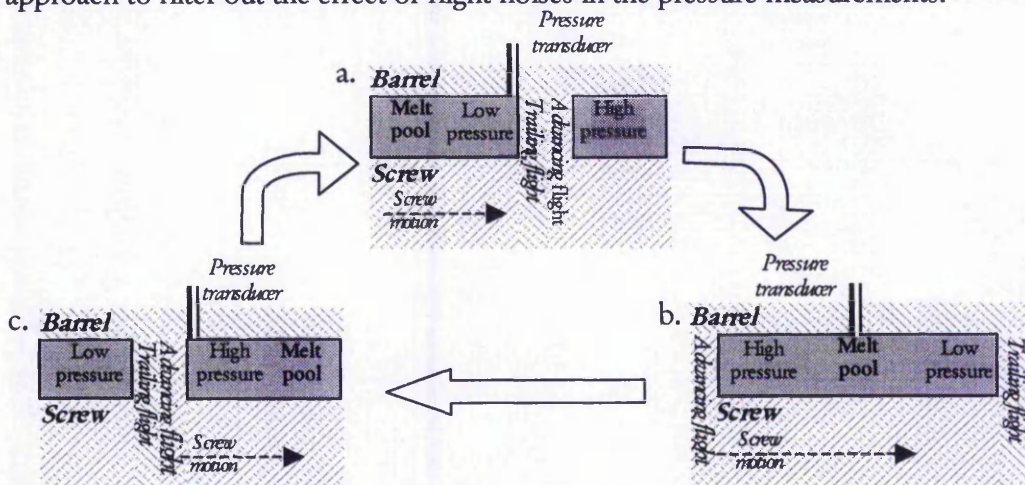 approach to filter out the effect of flight noises in the pressure measurements.
Pressure
transducer
a. Barrel
Melt
pool
Low
pressure
Trailing flight
Advancing flight
High
pressure
Screw
Screw
motion
Pressure
transducer
c. Barrel
Low
pressure
Trailing flight
Advancing flight
High
pressure
Melt
pool
Screw
Screw
motion
Pressure
transducer
b. Barrel
Advancing flight
High
pressure
Melt
pool
Low
pressure
Trailing flight
Screw
Screw
motion